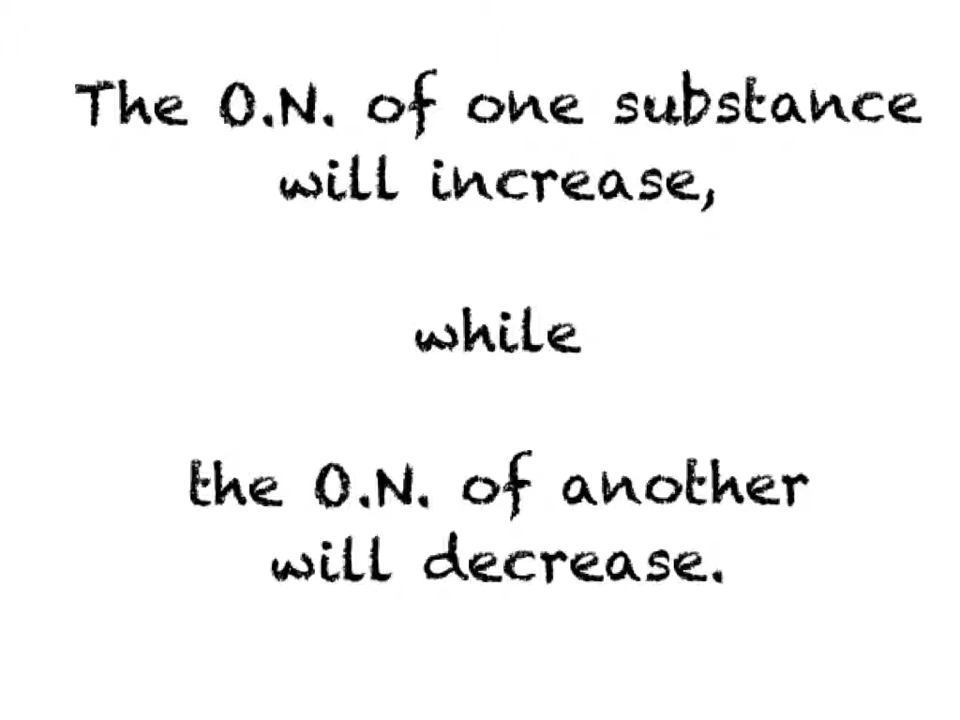 The O.N. of one substance
will increase,
while
the O.N. of another
will decrease.